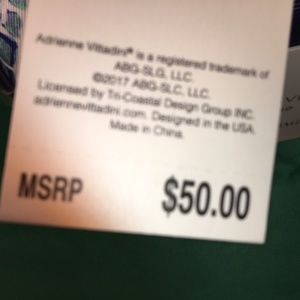 Adrienne Vittadini® is a registered trademark of
ABG-SLG, LLC.
©2017 ABG-SLC, LLC.
Licensed by Tri-Coastal Design Group INC.
adriennevittadini.com. Designed in the USA.
Made in China.
MSRP $50.00